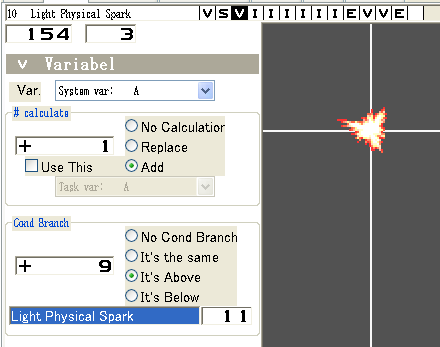 10 Light Physical Spark V S V I I I I I I E V V E
154 3
V Variabel
Var. System var: A
# calculate
No Calculation
+ 1 Replace
Use This Add
Task var: A
Cond Branch
No Cond Branch
+ 9 It's the same
It's Above
It's Below
Light Physical Spark 11